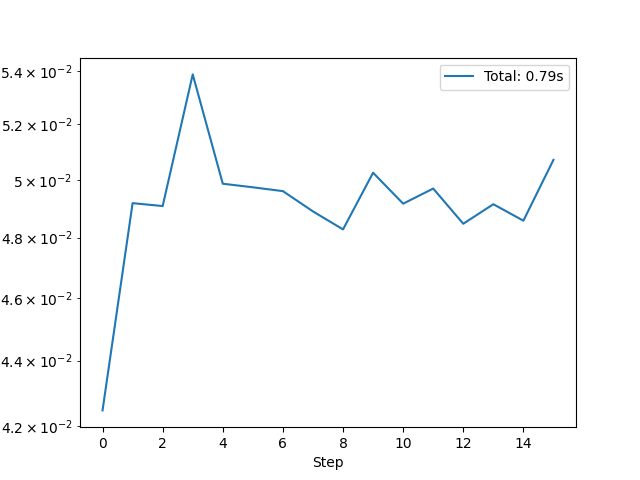 Total: 0.79s
5.4 × 10⁻²
5.2 × 10⁻²
5 × 10⁻²
4.8 × 10⁻²
4.6 × 10⁻²
4.4 × 10⁻²
4.2 × 10⁻²
0 2 4 6 8 10 12 14
Step